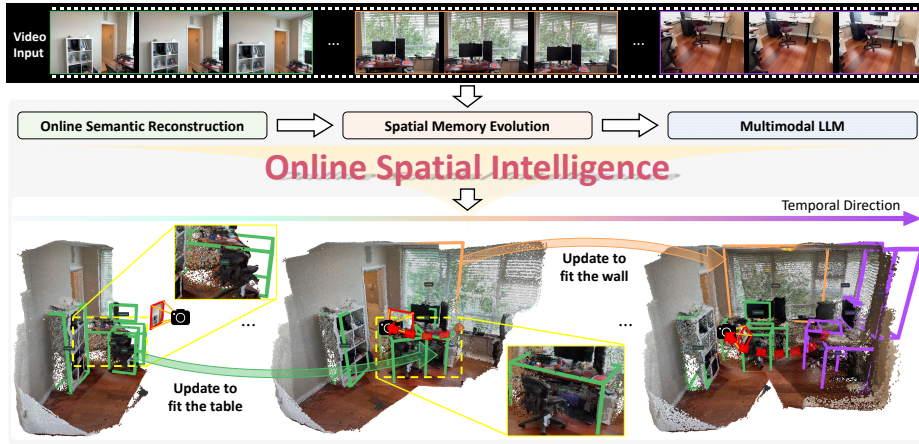 Video
Input
...
...
Online Semantic Reconstruction
Spatial Memory Evolution
Multimodal LLM
Online Spatial Intelligence
Temporal Direction
Update to
fit the wall
...
...
Update to
fit the table